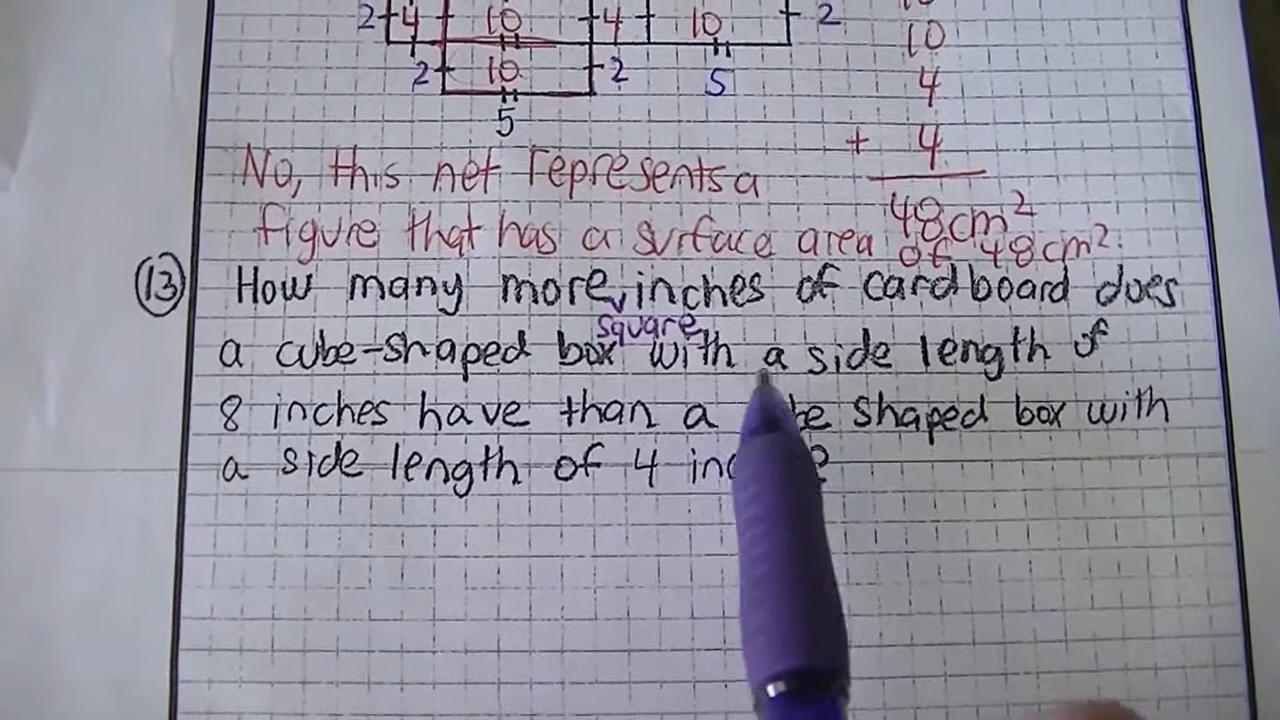 2 4 10 4 10 2
10
2 10 2 5
4
5
+ 4
No, this net represents a
48cm²
figure that has a surface area of 48cm².
13 How many more inches of cardboard does
square
a cube-shaped box with a side length of
8 inches have than a shaped box with
a side length of 4